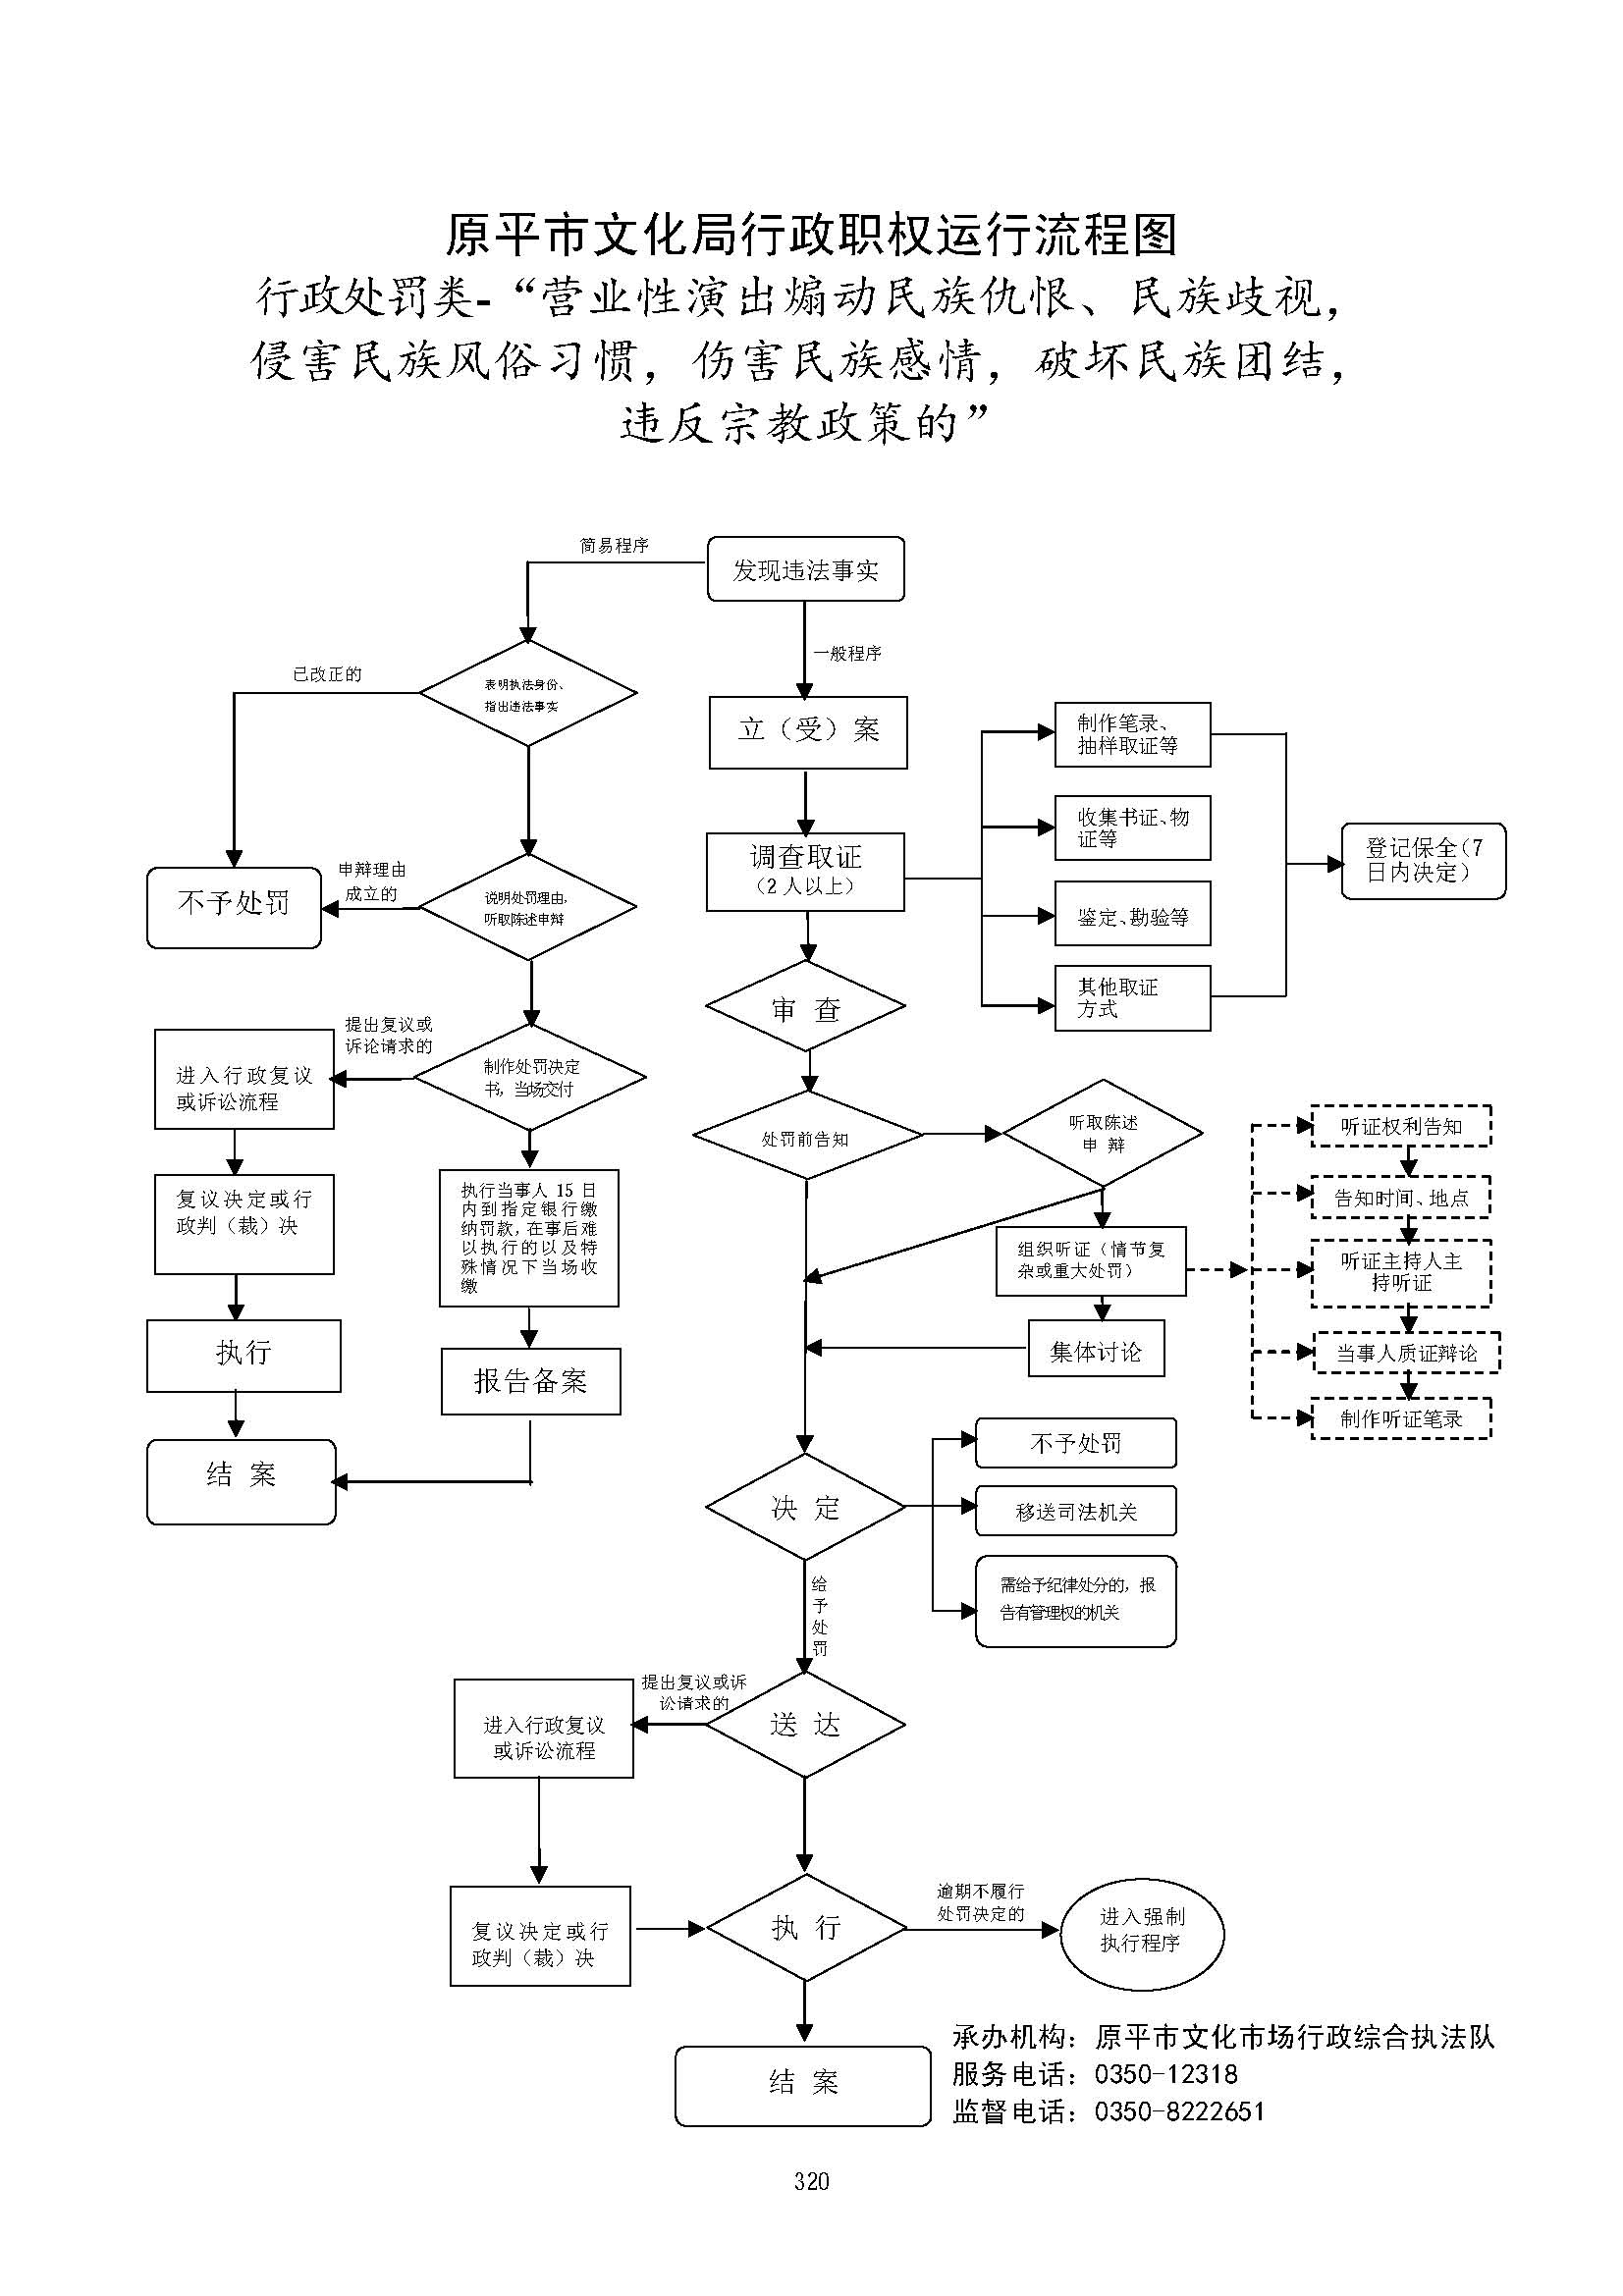 原平市文化局行政职权运行流程图
行政处罚类-“营业性演出煽动民族仇恨、民族歧视，
侵害民族风俗习惯，伤害民族感情，破坏民族团结，
违反宗教政策的”
简易程序
发现违法事实
一般程序
已改正的
表明执法身份、
指出违法事实
立（受）案
制作笔录、
抽样取证等
收集书证、物
证等
登记保全（7
日内决定）
调查取证
（2 人以上）
申辩理由
成立的
不予处罚
说明处罚理由，
听取陈述申辩
鉴定、勘验等
其他取证
方式
审 查
提出复议或
诉论请求的
进入行政复议
或诉讼流程
制作处罚决定
书，当场交付
处罚前告知
听取陈述
申 辩
听证权利告知
告知时间、地点
复议决定或行
政判（裁）决
执行当事人 15 日
内到指定银行缴
纳罚款，在事后难
以执行的以及特
殊情况下当场收
缴
组织听证（情节复
杂或重大处罚）
听证主持人主
持听证
执行
报告备案
集体讨论
当事人质证辩论
制作听证笔录
结 案
不予处罚
决 定
移送司法机关
需给予纪律处分的，报
告有管理权的机关
给
予
处
罚
提出复议或诉
讼请求的
进入行政复议
或诉讼流程
送 达
复议决定或行
政判（裁）决
执 行
逾期不履行
处罚决定的
进入强制
执行程序
结 案
承办机构：原平市文化市场行政综合执法队
服务电话：0350-12318
监督电话：0350-8222651
320